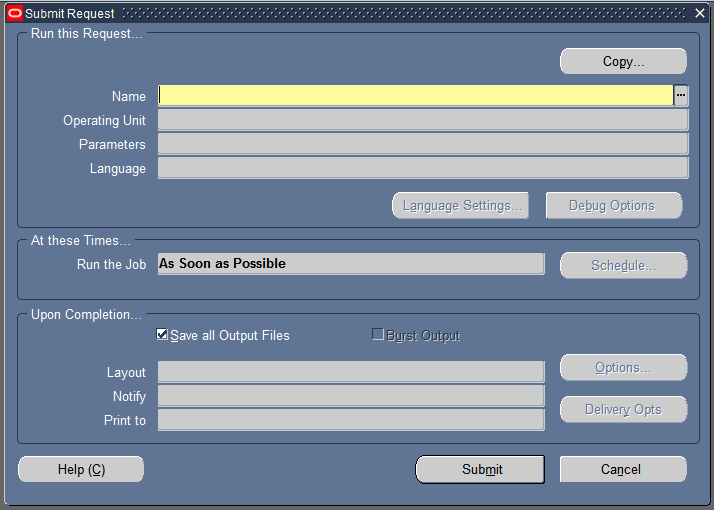 Submit Request
Run this Request...
Copy...
Name
Operating Unit
Parameters
Language
Language Settings...
Debug Options
At these Times...
Run the Job
As Soon as Possible
Schedule...
Upon Completion...
Save all Output Files
Burst Output
Layout
Options...
Notify
Delivery Opts
Print to
Help (C)
Submit
Cancel